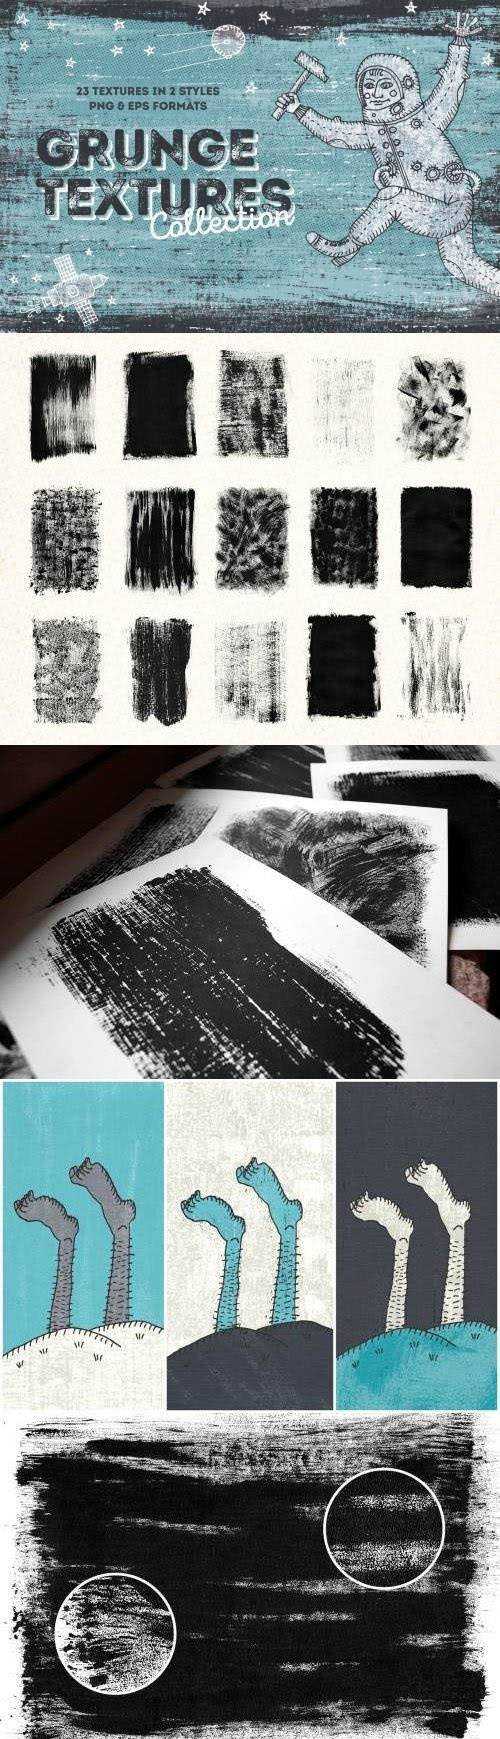 23 TEXTURES IN 2 STYLES
PNG & EPS FORMATS
GRUNGE
TEXTURES
Collection